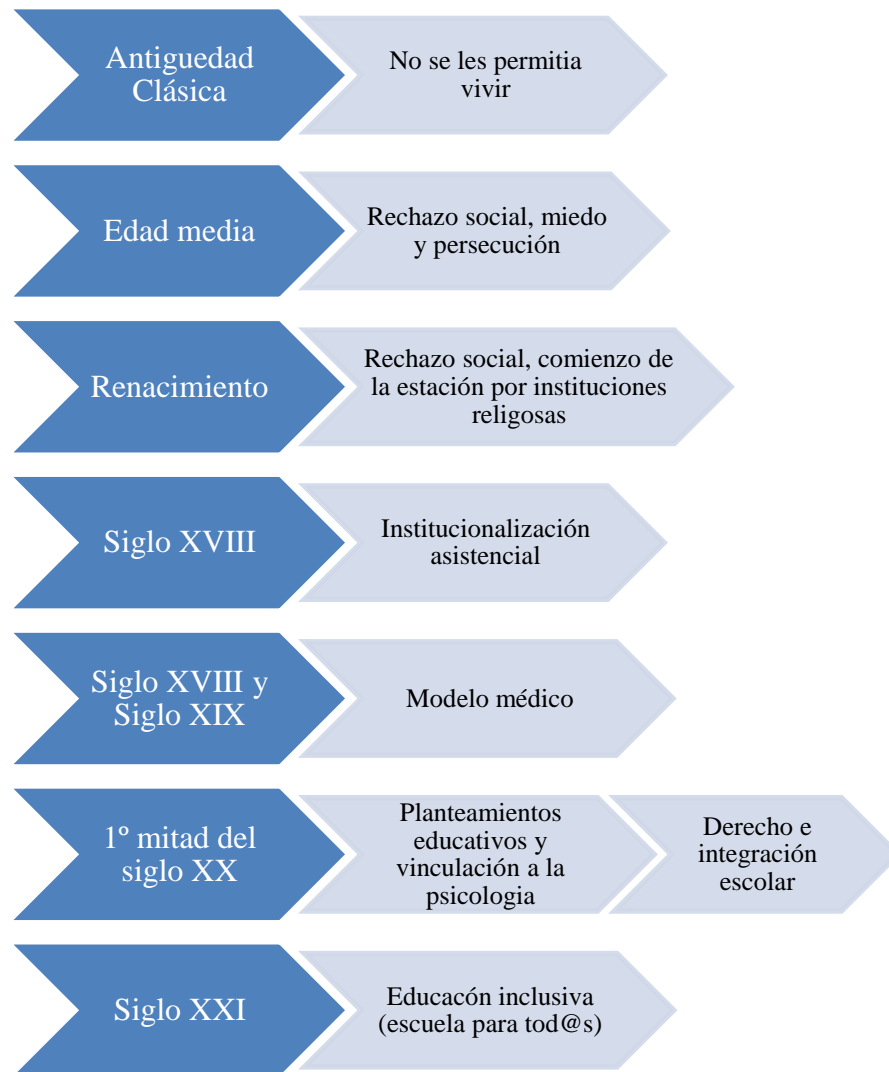 Antiguedad
Clásica
No se les permitia
vivir
Edad media
Rechazo social, miedo
y persecución
Renacimiento
Rechazo social, comienzo de
la estación por instituciones
religosas
Siglo XVIII
Institucionalización
asistencial
Siglo XVIII y
Siglo XIX
Modelo médico
1º mitad del
siglo XX
Planteamientos
educativos y
vinculación a la
psicologia
Derecho e
integración
escolar
Siglo XXI
Educacón inclusiva
(escuela para tod@s)